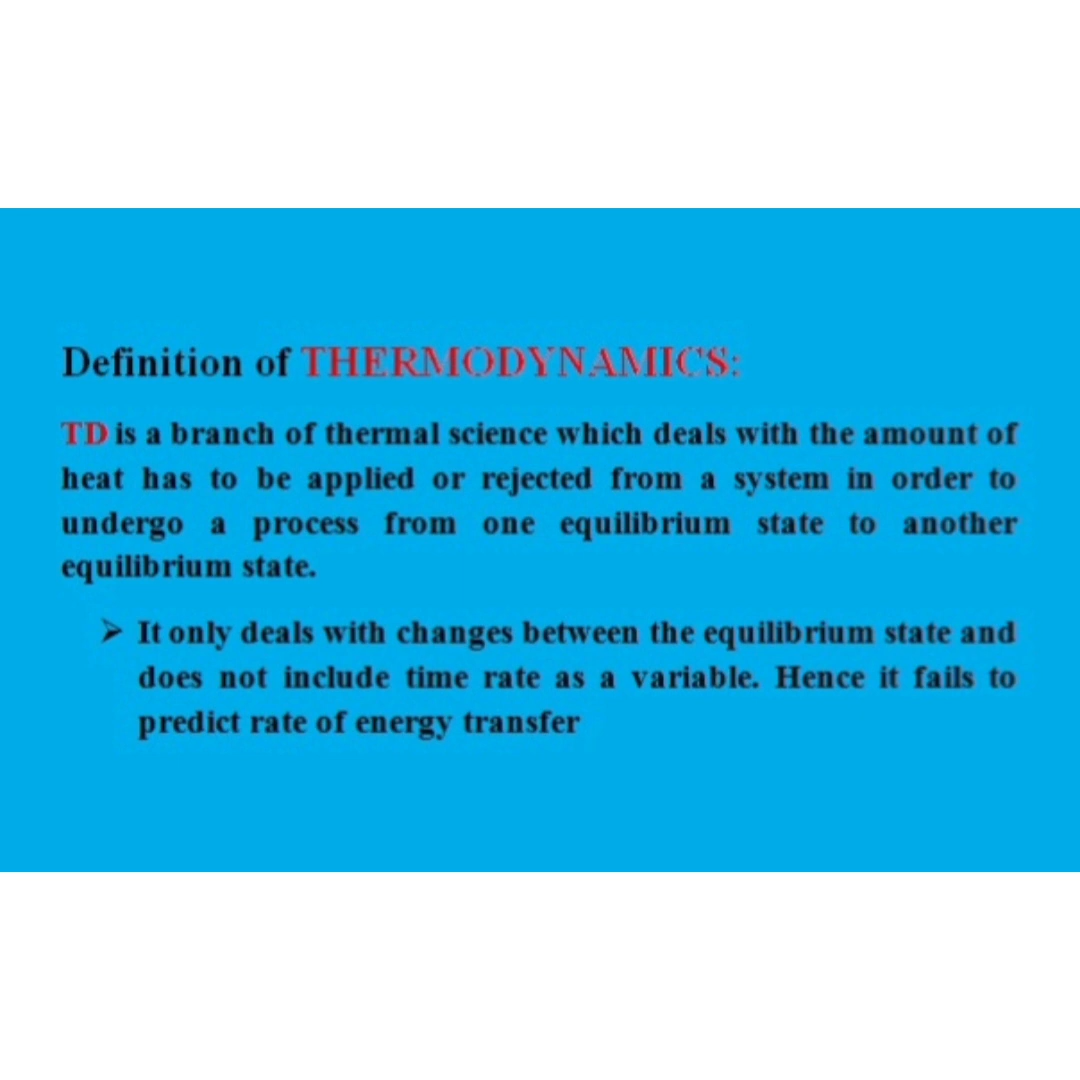 Definition of THERMODYNAMICS:
TD is a branch of thermal science which deals with the amount of
heat has to be applied or rejected from a system in order to
undergo a process from one equilibrium state to another
equilibrium state.
➢ It only deals with changes between the equilibrium state and
does not include time rate as a variable. Hence it fails to
predict rate of energy transfer